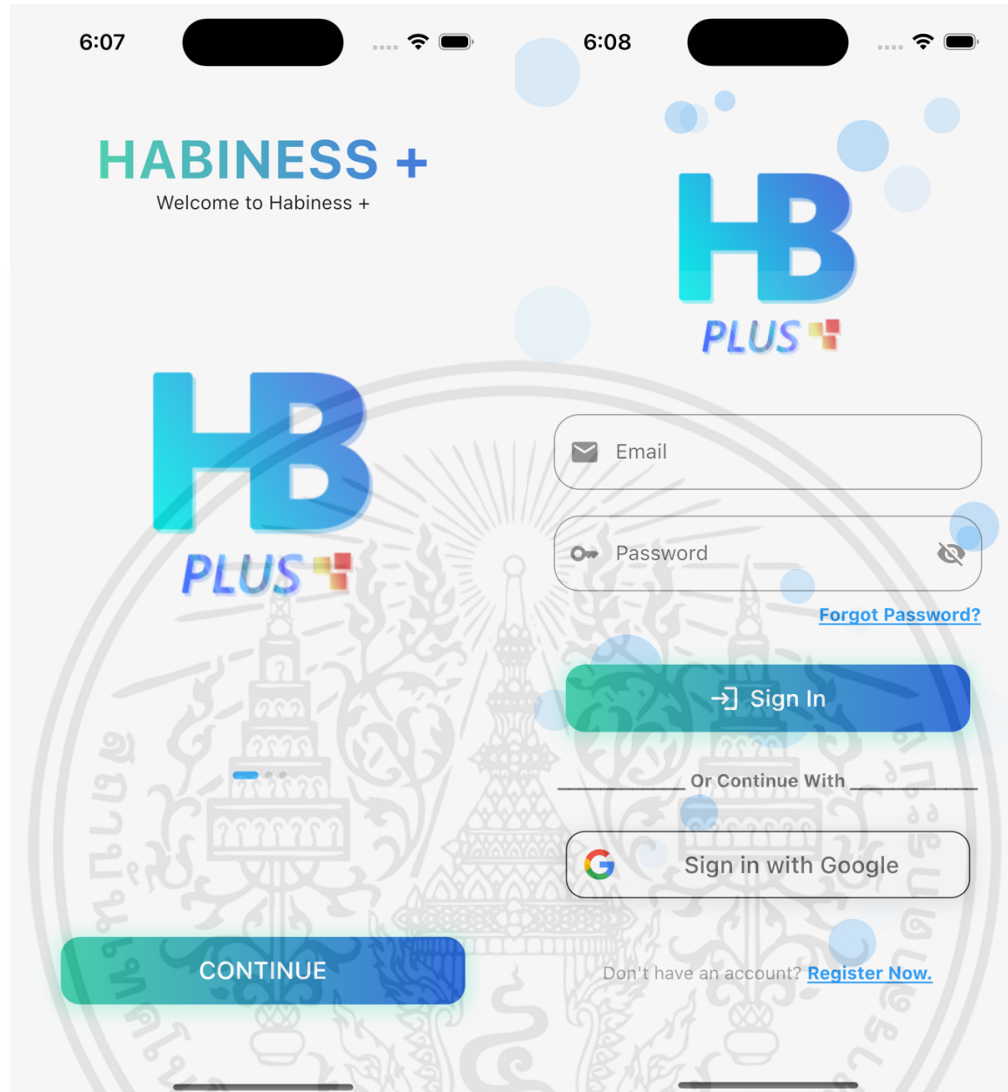 6:07
HABINESS +
Welcome to Habiness +
HB
PLUS
CONTINUE
6:08
HB
PLUS
Email
Password
Forgot Password?
Sign In
Or Continue With
Sign in with Google
Don't have an account? Register Now.